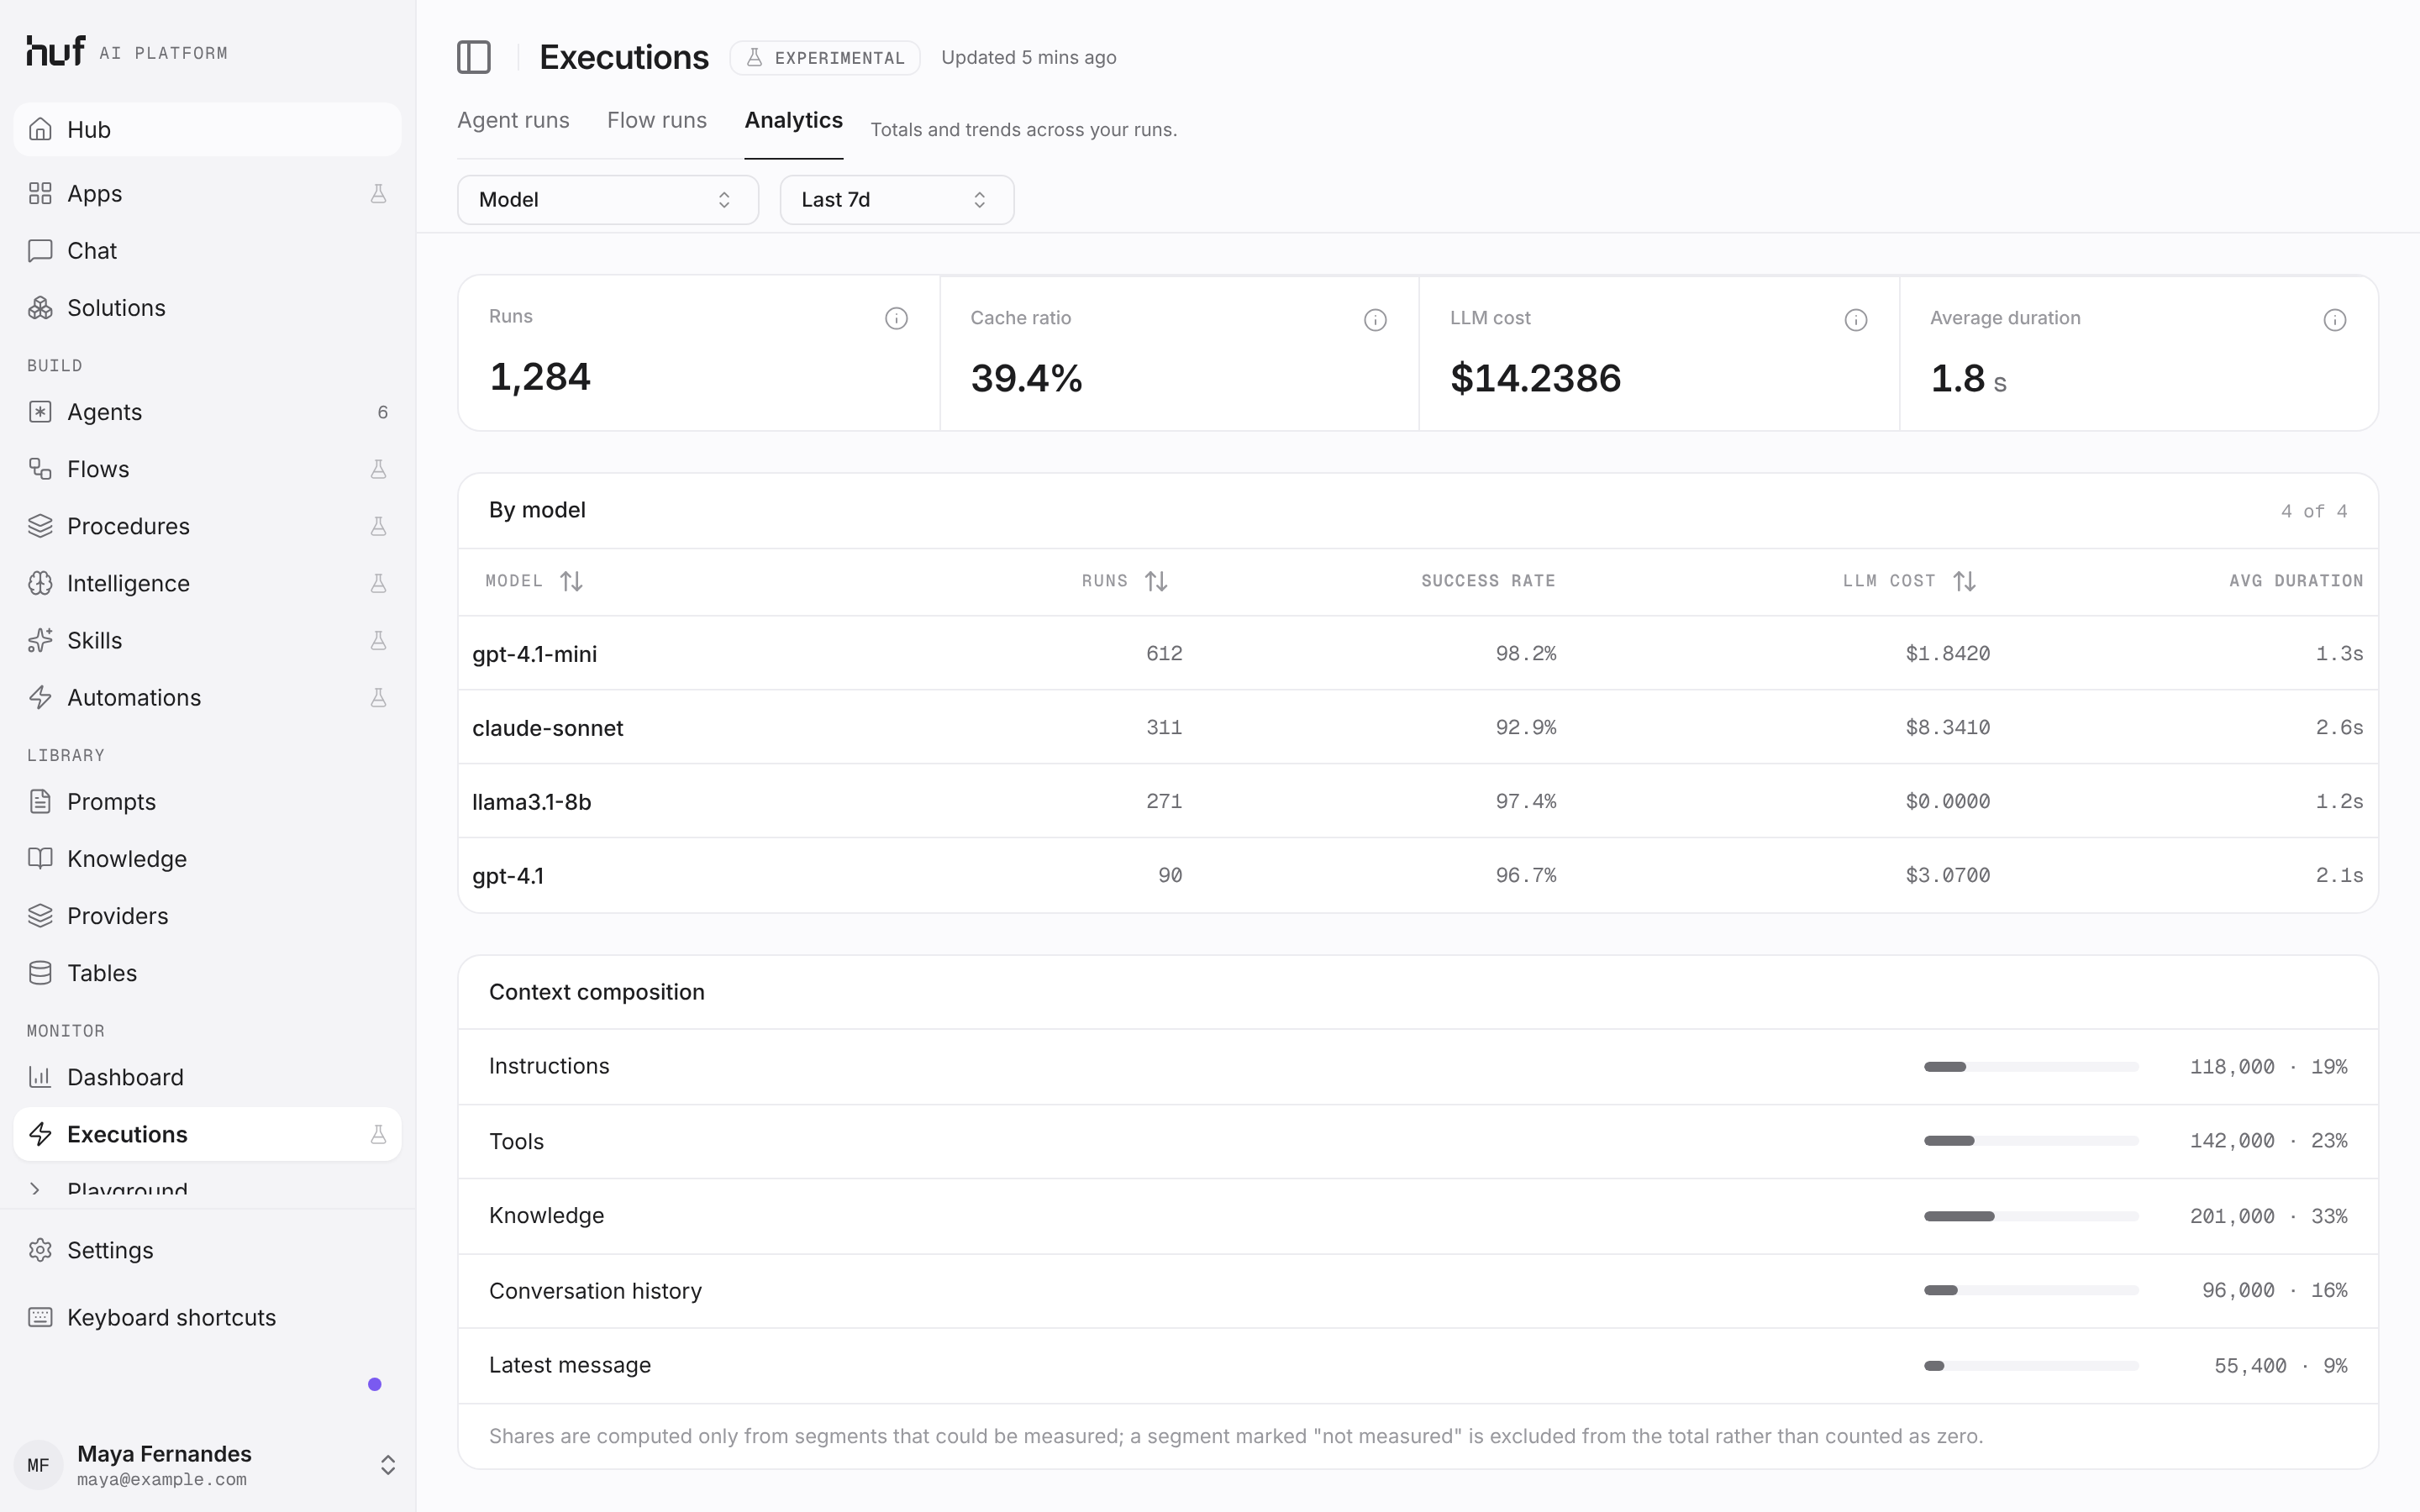 huf AI PLATFORM
Hub
Apps
Chat
Solutions
BUILD
Agents 6
Flows
Procedures
Intelligence
Skills
Automations
LIBRARY
Prompts
Knowledge
Providers
Tables
MONITOR
Dashboard
Executions
Playground
Settings
Keyboard shortcuts
MF Maya Fernandes
maya@example.com
Executions EXPERIMENTAL Updated 5 mins ago
Agent runs Flow runs Analytics Totals and trends across your runs.
Model Last 7d
Runs Cache ratio LLM cost Average duration
1,284 39.4% $14.2386 1.8 s
By model 4 of 4
MODEL RUNS SUCCESS RATE LLM COST AVG DURATION
gpt-4.1-mini 612 98.2% $1.8420 1.3s
claude-sonnet 311 92.9% $8.3410 2.6s
llama3.1-8b 271 97.4% $0.0000 1.2s
gpt-4.1 90 96.7% $3.0700 2.1s
Context composition
Instructions 118,000 · 19%
Tools 142,000 · 23%
Knowledge 201,000 · 33%
Conversation history 96,000 · 16%
Latest message 55,400 · 9%
Shares are computed only from segments that could be measured; a segment marked "not measured" is excluded from the total rather than counted as zero.